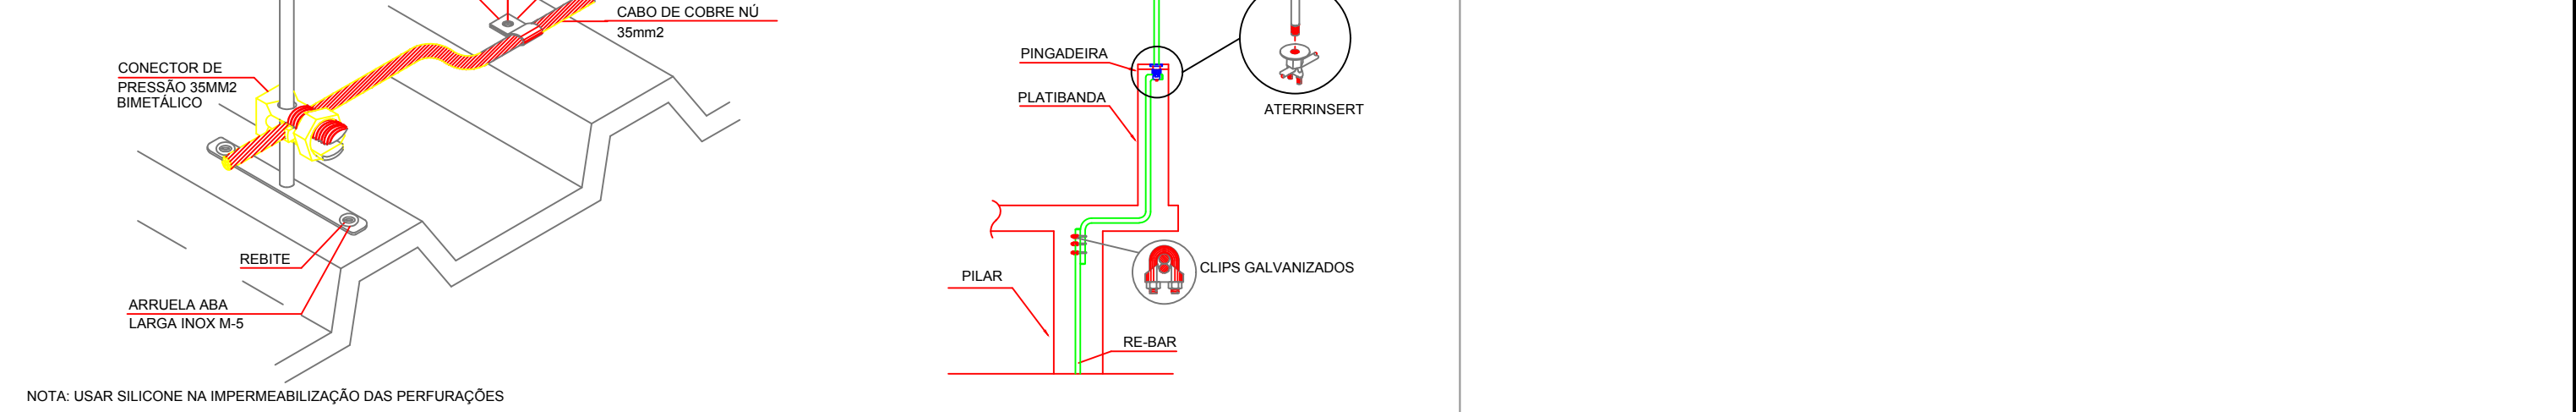 CABO DE COBRE NÚ
35mm2
CONECTOR DE
PRESSÃO 35MM2
BIMETÁLICO
REBITE
ARRUELA ABA
LARGA INOX M-5
NOTA: USAR SILICONE NA IMPERMEABILIZAÇÃO DAS PERFURAÇÕES
PINGADEIRA
PLATIBANDA
ATERRINSERT
PILAR
CLIPS GALVANIZADOS
RE-BAR